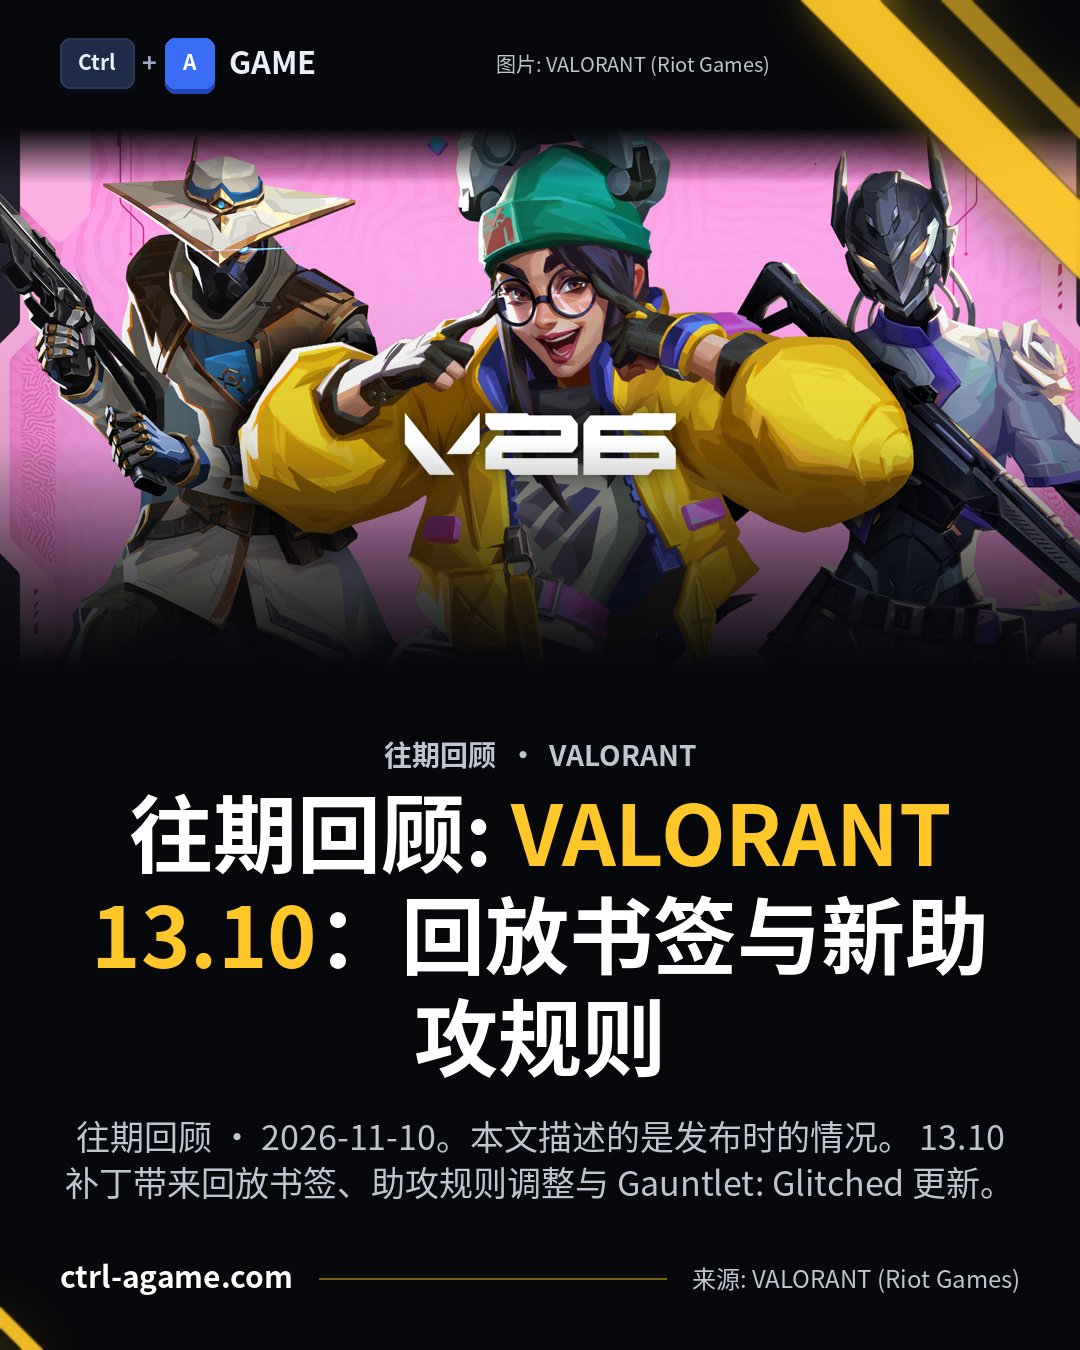 Ctrl + A GAME
图片: VALORANT (Riot Games)
V26
往期回顾 · VALORANT
往期回顾: VALORANT
13.10：回放书签与新助
攻规则
往期回顾 · 2026-11-10。本文描述的是发布时的情况。 13.10
补丁带来回放书签、助攻规则调整与 Gauntlet: Glitched 更新。
ctrl-agame.com
来源: VALORANT (Riot Games)